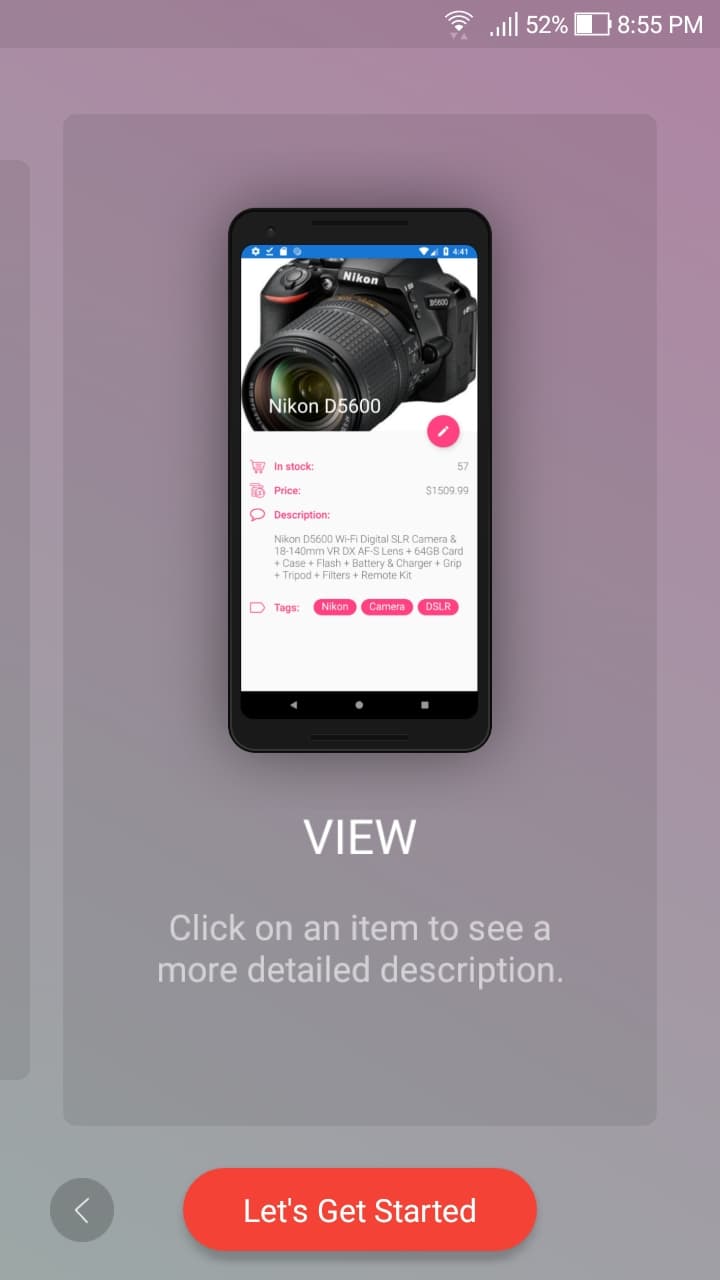 52% 8:55 PM
4:41
Nikon
D5600
Nikon D5600
In stock: 57
Price: $1509.99
Description:
Nikon D5600 Wi-Fi Digital SLR Camera &
18-140mm VR DX AF-S Lens + 64GB Card
+ Case + Flash + Battery & Charger + Grip
+ Tripod + Filters + Remote Kit
Tags: Nikon Camera DSLR
VIEW
Click on an item to see a
more detailed description.
Let's Get Started